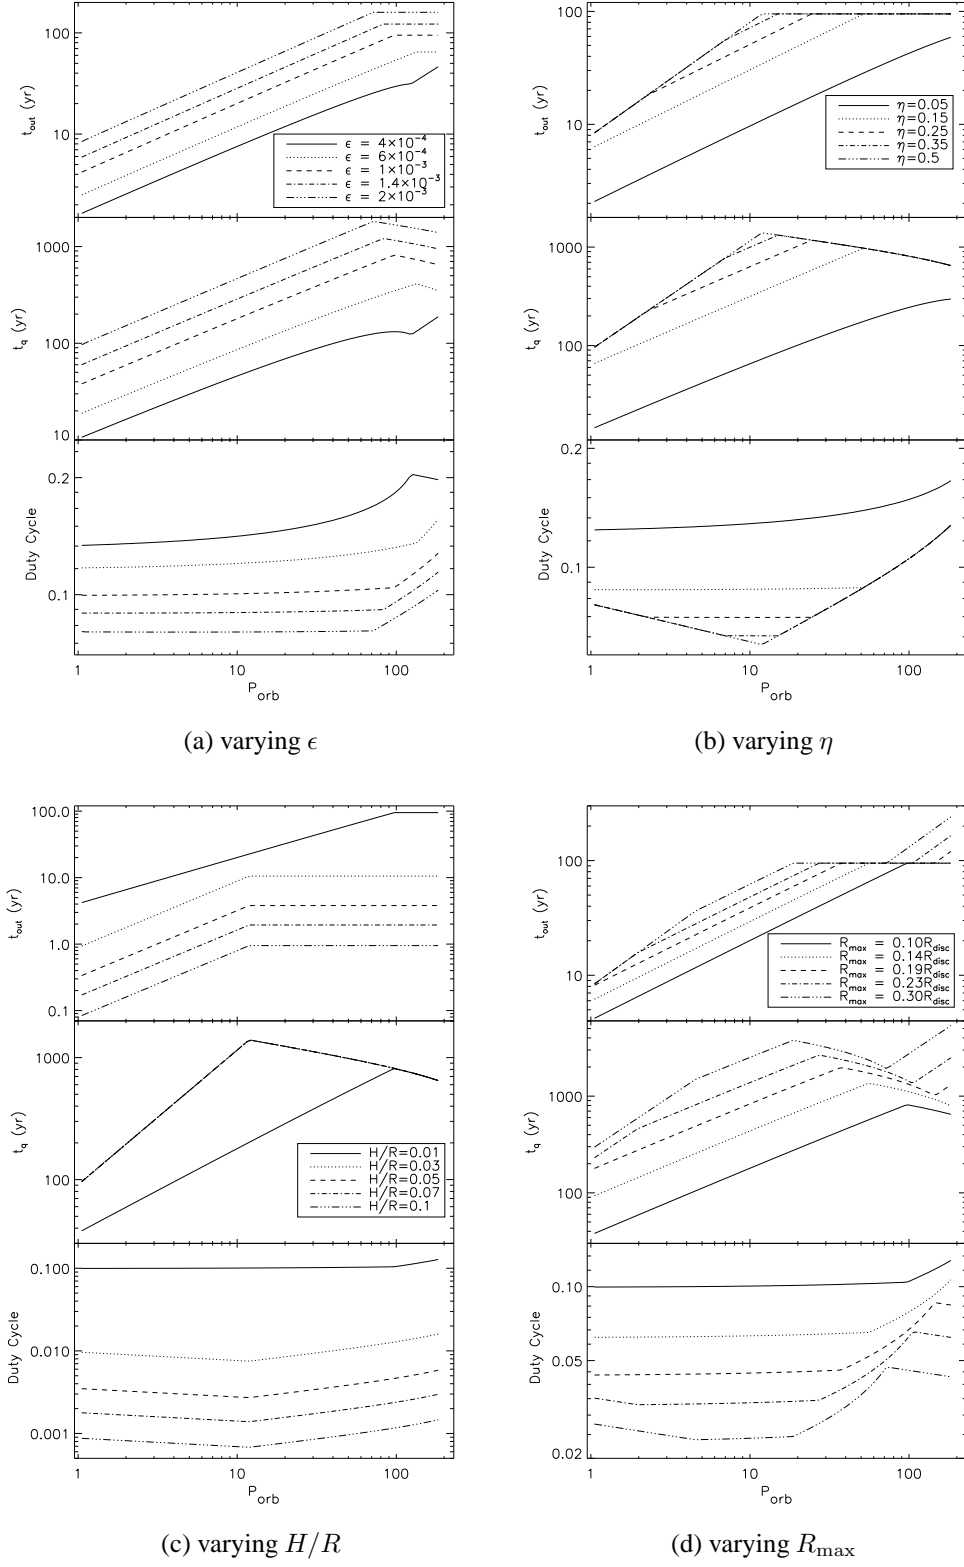 100
10
t_out (yr)
ε = 4×10^-4
ε = 6×10^-4
ε = 1×10^-3
ε = 1.4×10^-3
ε = 2×10^-3
1000
100
10
t_q (yr)
0.2
0.1
Duty Cycle
1 10 100
P_orb
(a) varying ϵ
100
10
t_out (yr)
η=0.05
η=0.15
η=0.25
η=0.35
η=0.5
1000
100
t_q (yr)
0.2
0.1
Duty Cycle
1 10 100
P_orb
(b) varying η
100.0
10.0
1.0
0.1
t_out (yr)
1000
100
t_q (yr)
H/R=0.01
H/R=0.03
H/R=0.05
H/R=0.07
H/R=0.1
0.100
0.010
0.001
Duty Cycle
1 10 100
P_orb
(c) varying H/R
100
10
t_out (yr)
R_max = 0.10R_disc
R_max = 0.14R_disc
R_max = 0.19R_disc
R_max = 0.23R_disc
R_max = 0.30R_disc
1000
100
t_q (yr)
0.10
0.05
0.02
Duty Cycle
1 10 100
P_orb
(d) varying R_max